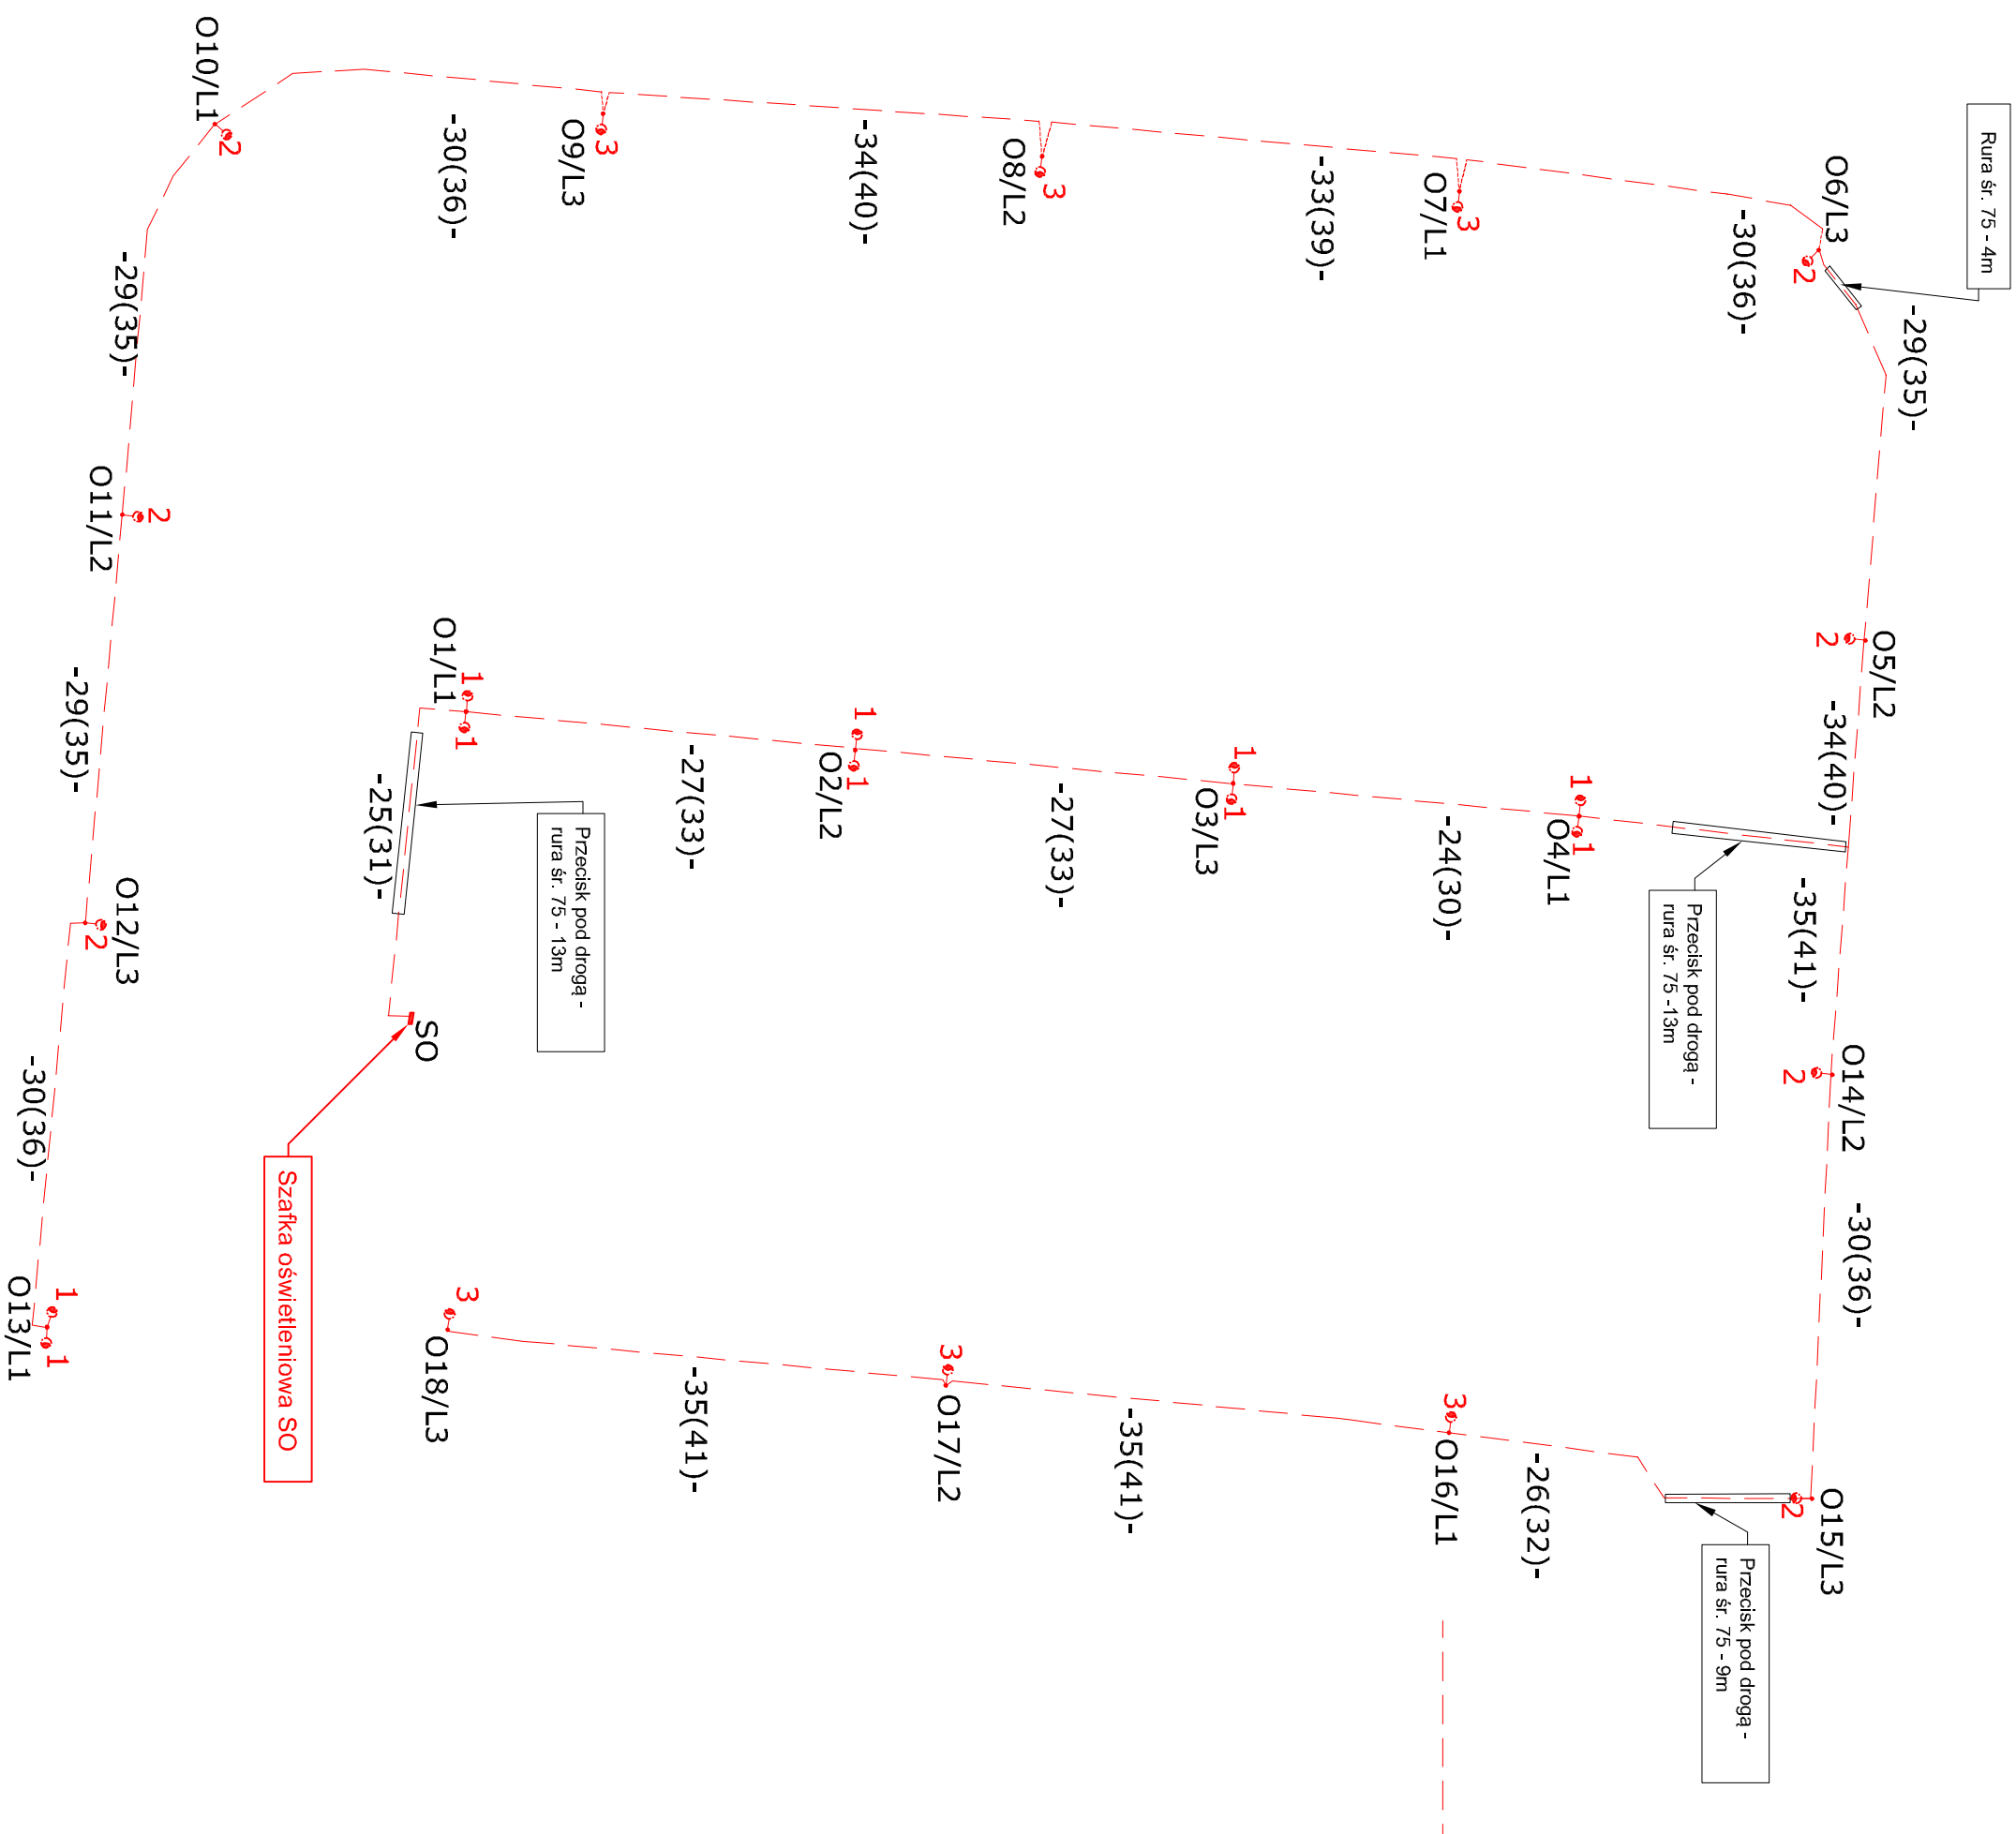 Rura śr. 75 - 4m
O6/L3
2
-29(35)-
O5/L2
2
-34(40)-
-35(41)-
O14/L2
2
-30(36)-
O15/L3
2
Przecisk pod drogą -
rura śr. 75 - 9m
Przecisk pod drogą -
rura śr. 75 -13m
-30(36)-
O7/L1
3
-33(39)-
O8/L2
3
-34(40)-
O9/L3
3
-30(36)-
O10/L1
2
-29(35)-
O11/L2
2
-29(35)-
O12/L3
2
-30(36)-
O13/L1
1
1
O4/L1
1
1
-24(30)-
O3/L3
1
1
-27(33)-
O2/L2
1
1
-27(33)-
O1/L1
1
1
-25(31)-
Przecisk pod drogą -
rura śr. 75 - 13m
SO
Szafka oświetleniowa SO
-26(32)-
O16/L1
3
-35(41)-
O17/L2
3
-35(41)-
O18/L3
3